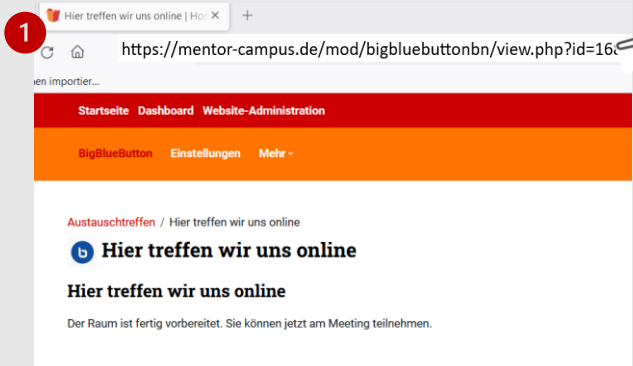 1
Hier treffen wir uns online | Ho
https://mentor-campus.de/mod/bigbluebuttonbn/view.php?id=16
en importier...
Startseite Dashboard Website-Administration
BigBlueButton Einstellungen Mehr
Austauschtreffen / Hier treffen wir uns online
b Hier treffen wir uns online
Hier treffen wir uns online
Der Raum ist fertig vorbereitet. Sie können jetzt am Meeting teilnehmen.